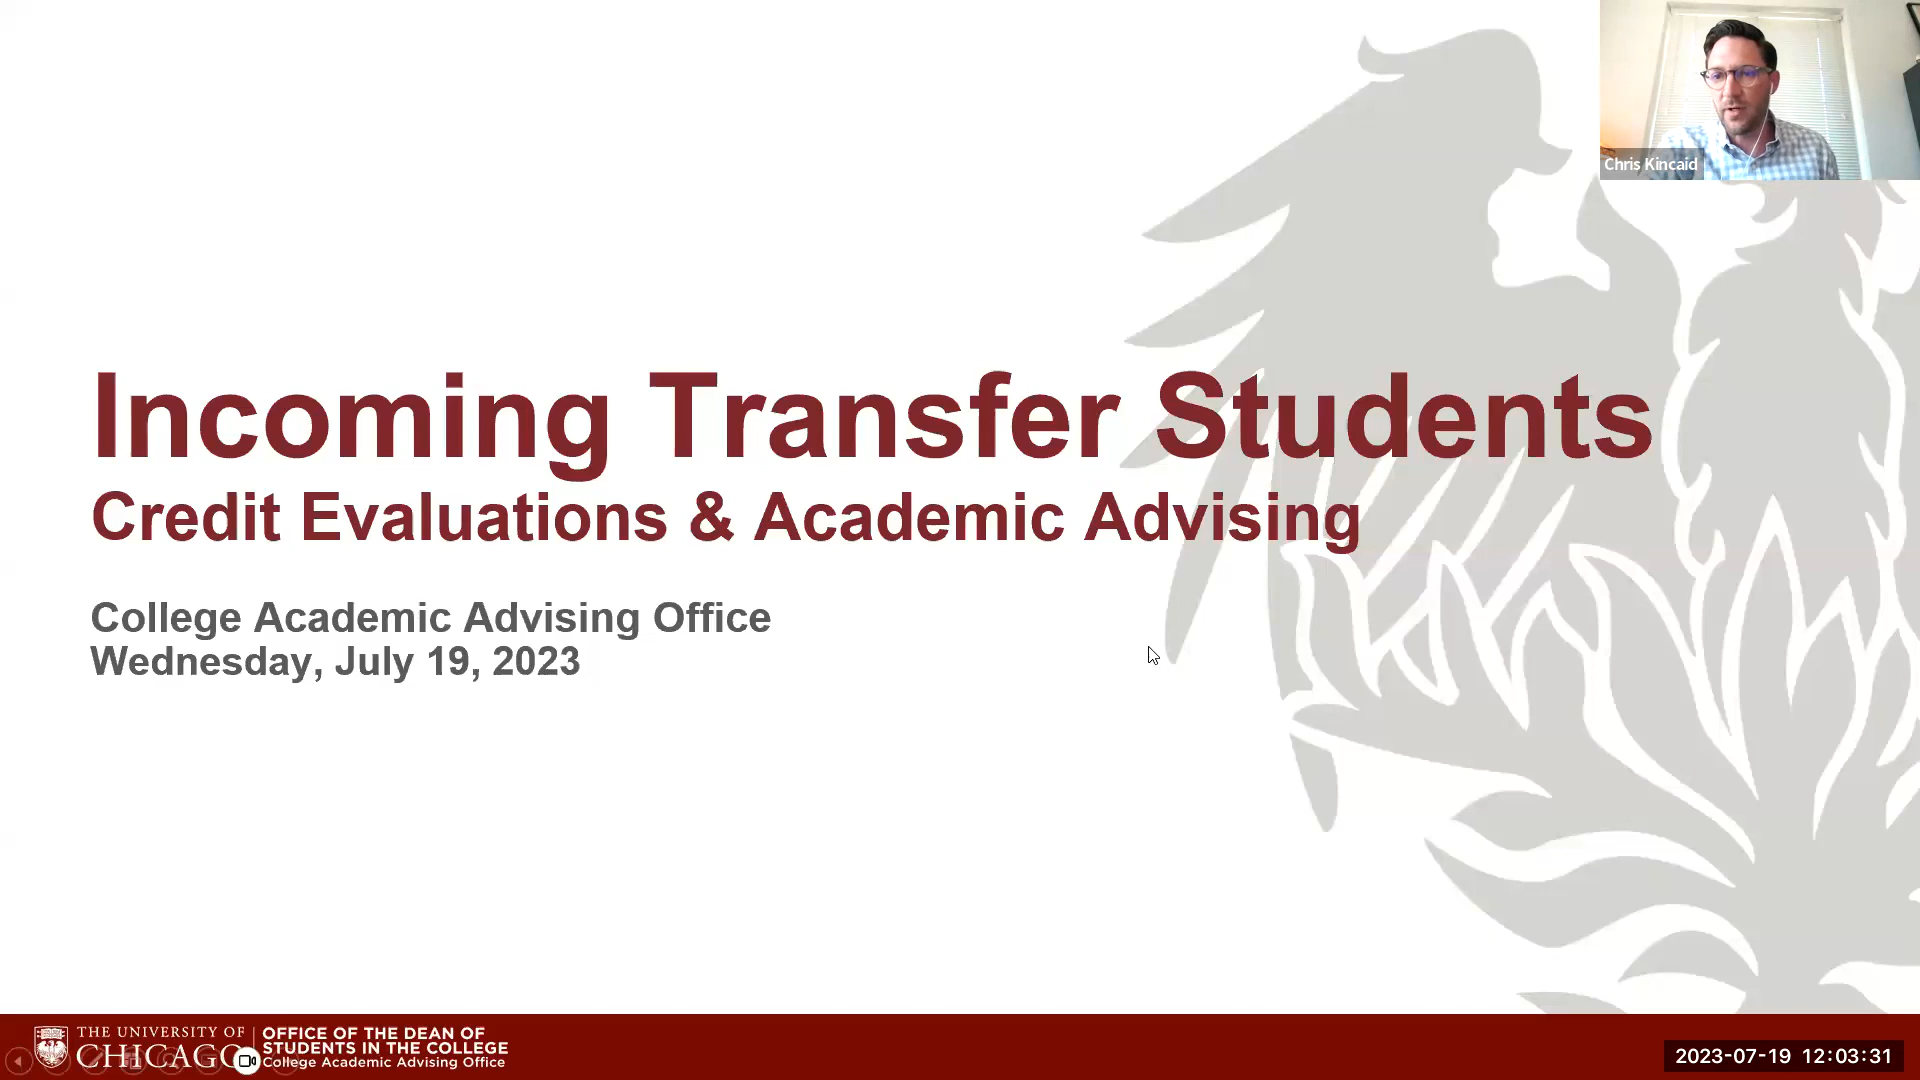 Chris Kincaid
Incoming Transfer Students
Credit Evaluations & Academic Advising
College Academic Advising Office
Wednesday, July 19, 2023
THE UNIVERSITY OF
CHICAGO
OFFICE OF THE DEAN OF
STUDENTS IN THE COLLEGE
College Academic Advising Office
2023-07-19 12:03:31